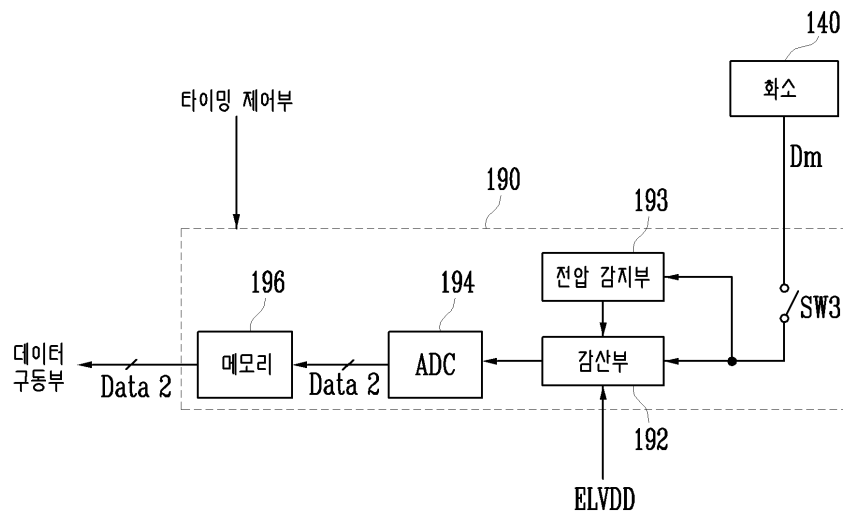 140
화소
타이밍 제어부
Dm
190
193
전압 감지부
196
194
SW3
데이터
구동부
메모리
ADC
감산부
Data 2
Data 2
192
ELVDD